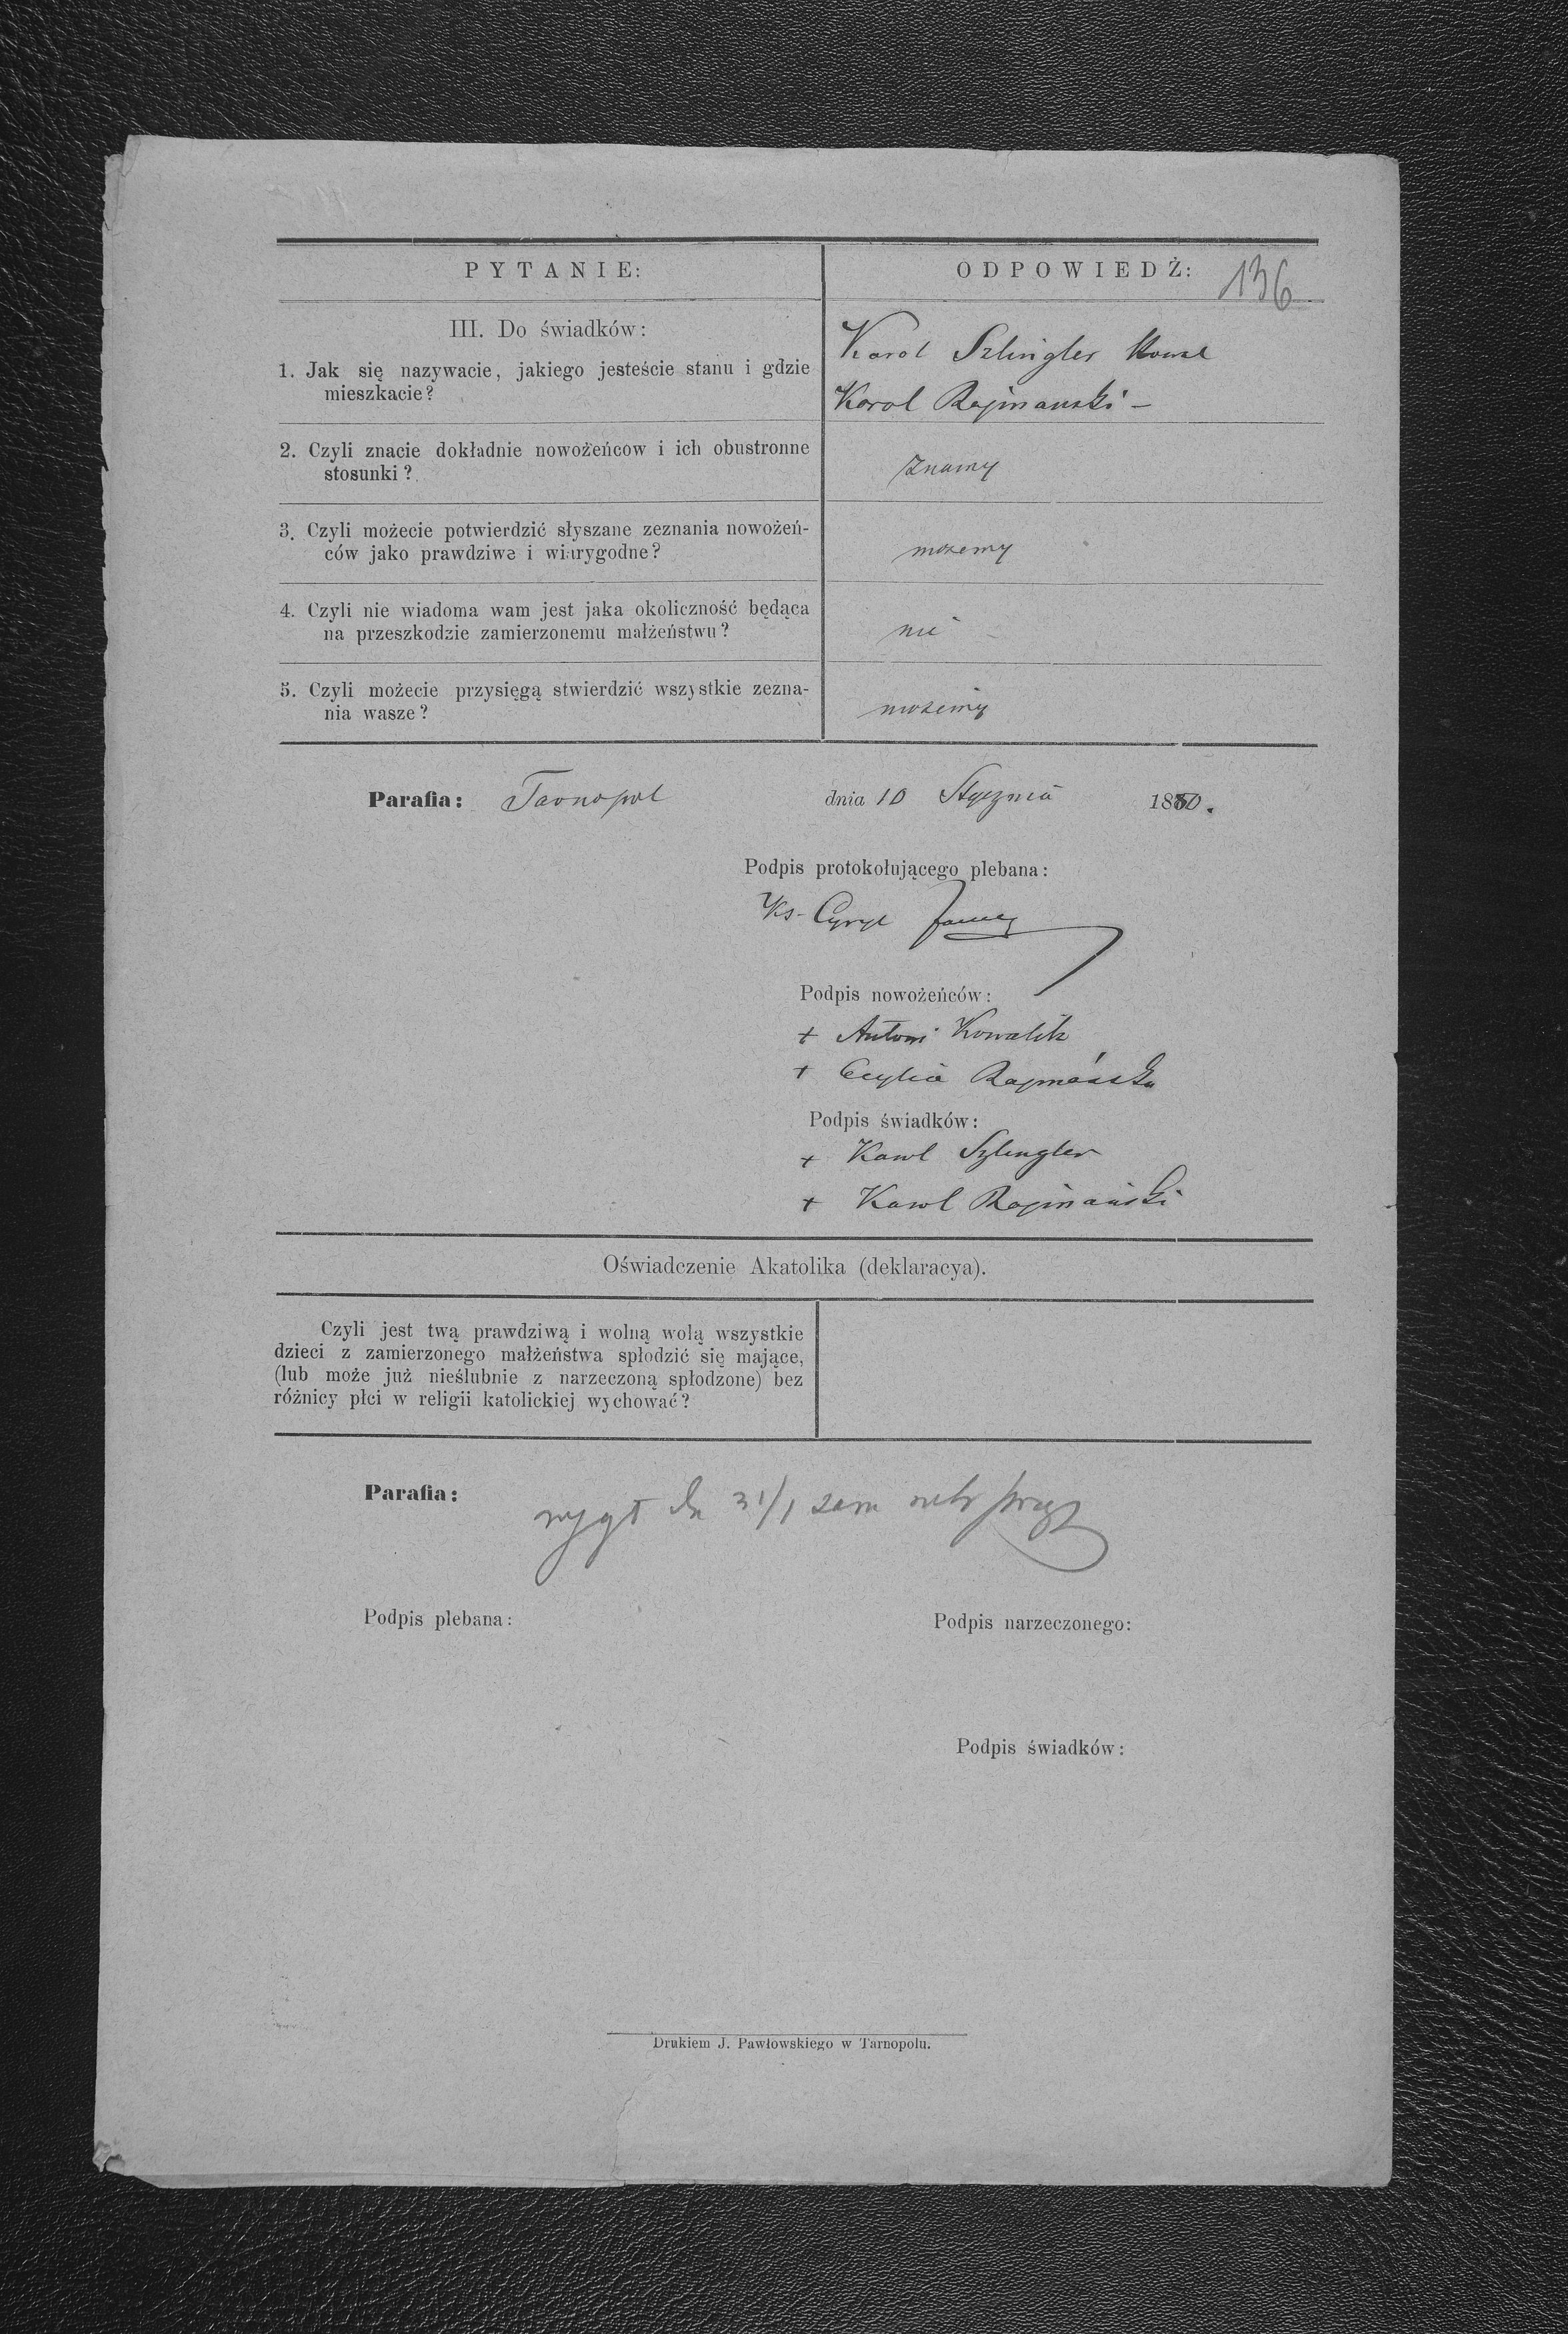 PYTANIE:
ODPOWIEDŹ:
136
III. Do świadków:
1. Jak się nazywacie, jakiego jesteście stanu i gdzie
mieszkacie?
Karol Szlingler
Karol Rajmański –
2. Czyli znacie dokładnie nowożeńcow i ich obustronne
stosunki?
znamy
3. Czyli możecie potwierdzić słyszane zeznania nowożeń-
ców jako prawdziwe i wiarygodne?
możemy
4. Czyli nie wiadoma wam jest jaka okoliczność będąca
na przeszkodzie zamierzonemu małżeństwu?
nie
5. Czyli możecie przysięgą stwierdzić wszystkie zezna-
nia wasze?
możemy
Parafia: Tarnopol dnia 10 Stycznia 1880.
Podpis protokołującego plebana:
Ks. Cyryl
Podpis nowożeńców:
+ Antoni Kowalik
+ Cecylia Rajmańska
Podpis świadków:
+ Karol Szlingler
+ Karol Rajmański
Oświadczenie Akatolika (deklaracya).
Czyli jest twą prawdziwą i wolną wolą wszystkie
dzieci z zamierzonego małżeństwa spłodzić się mające,
(lub może już nieślubnie z narzeczoną spłodzone) bez
różnicy płci w religii katolickiej wychować?
Parafia:
31/1
Podpis plebana:
Podpis narzeczonego:
Podpis świadków:
Drukiem J. Pawłowskiego w Tarnopolu.